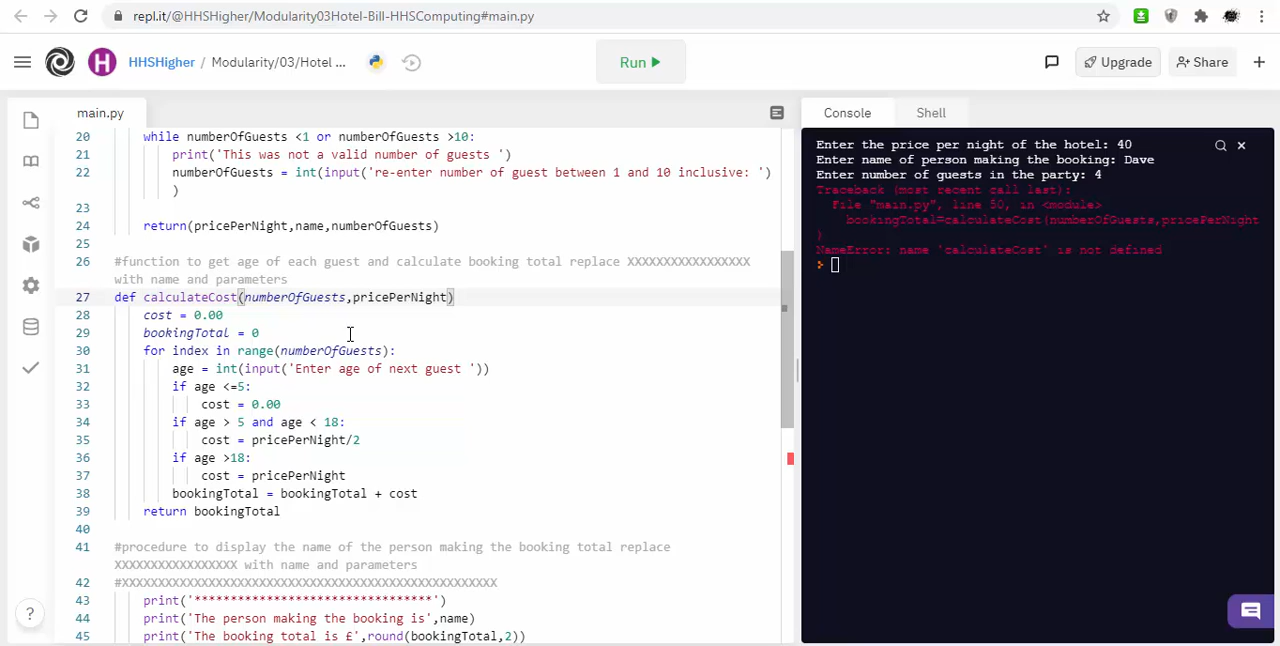 repl.it/@HHSHigher/Modularity03Hotel-Bill-HHSComputing#main.py
H HHSHigher / Modularity/03/Hotel ... Run Upgrade Share
main.py
20 while numberOfGuests <1 or numberOfGuests >10:
21 print('This was not a valid number of guests ')
22 numberOfGuests = int(input('re-enter number of guest between 1 and 10 inclusive: ')
)
23
24 return(pricePerNight,name,numberOfGuests)
25
26 #function to get age of each guest and calculate booking total replace XXXXXXXXXXXXXXXXX
with name and parameters
27 def calculateCost(numberOfGuests,pricePerNight)
28 cost = 0.00
29 bookingTotal = 0
30 for index in range(numberOfGuests):
31 age = int(input('Enter age of next guest '))
32 if age <=5:
33 cost = 0.00
34 if age > 5 and age < 18:
35 cost = pricePerNight/2
36 if age >18:
37 cost = pricePerNight
38 bookingTotal = bookingTotal + cost
39 return bookingTotal
40
41 #procedure to display the name of the person making the booking total replace
XXXXXXXXXXXXXXXXX with name and parameters
42 #XXXXXXXXXXXXXXXXXXXXXXXXXXXXXXXXXXXXXXXXXXXXXXXXXXXX
43 print('*********************************')
44 print('The person making the booking is',name)
45 print('The booking total is £',round(bookingTotal,2))
?
Console Shell
Enter the price per night of the hotel: 40
Enter name of person making the booking: Dave
Enter number of guests in the party: 4
Traceback (most recent call last):
File "main.py", line 50, in <module>
bookingTotal=calculateCost(numberOfGuests,pricePerNight
)
NameError: name 'calculateCost' is not defined